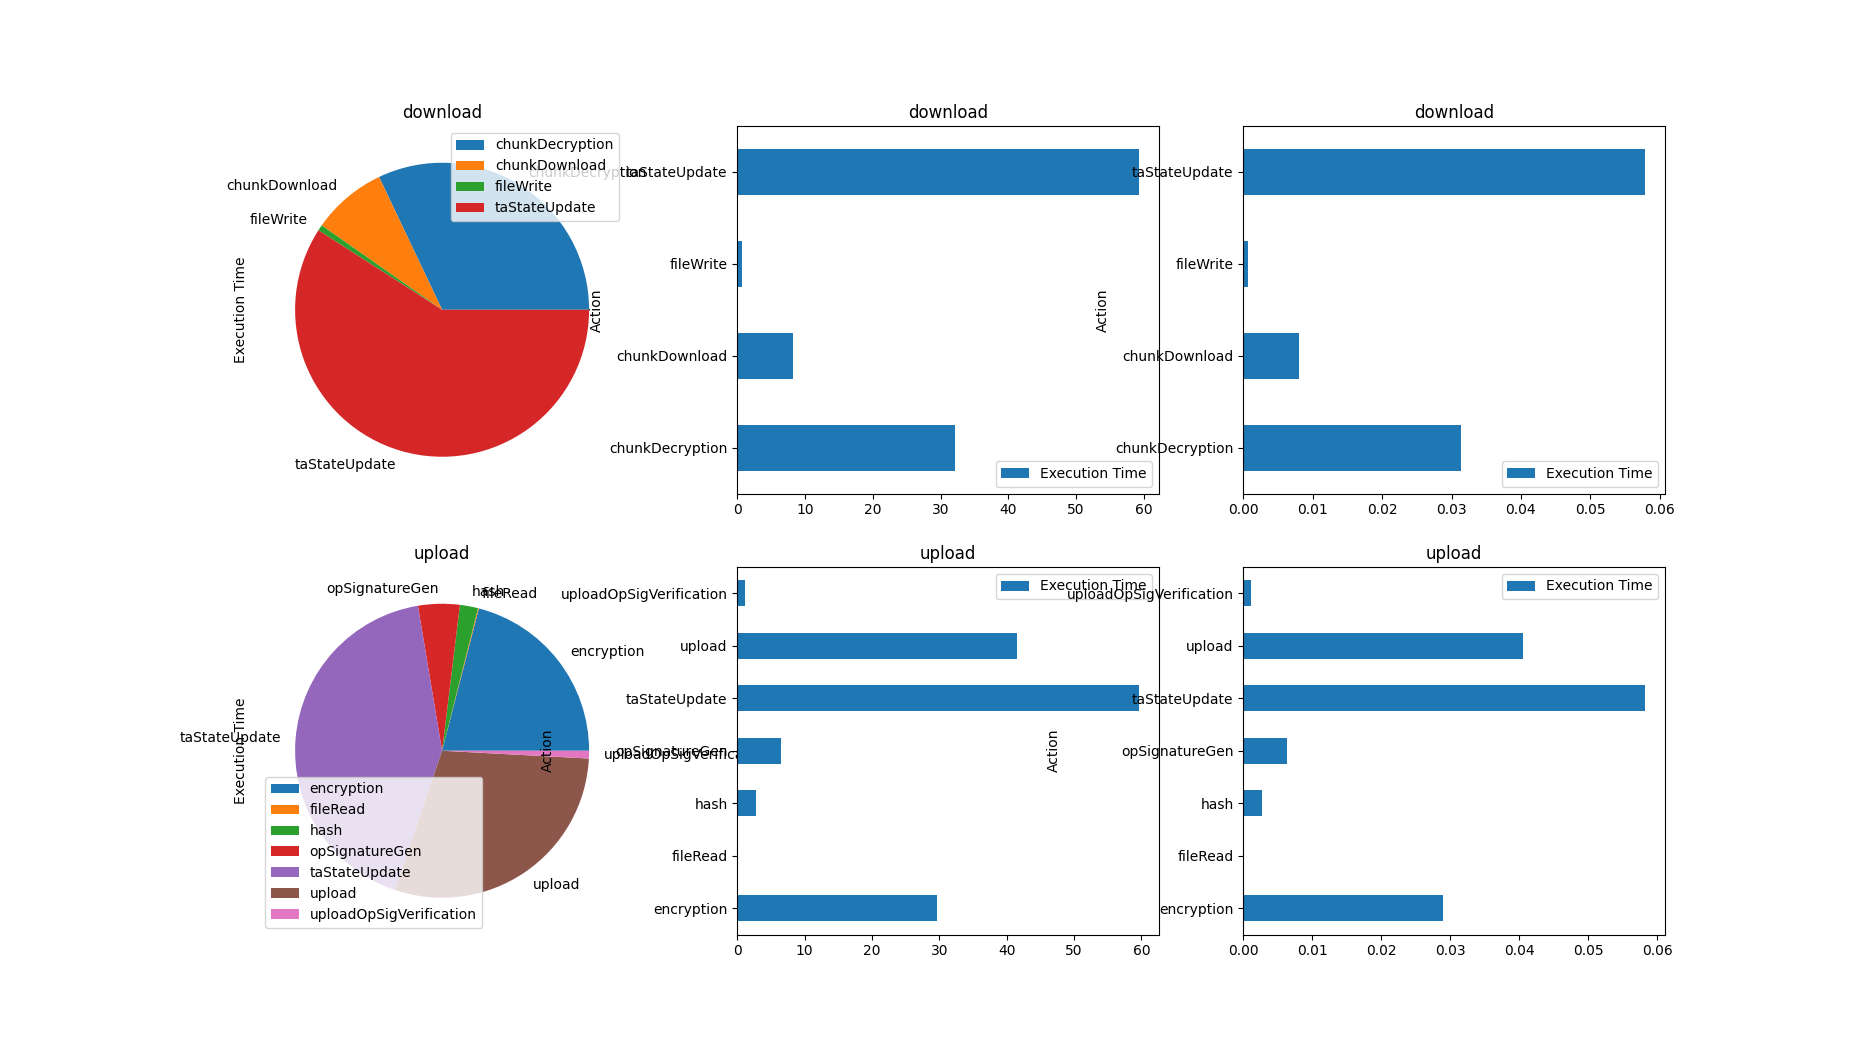 download
chunkDecryption
chunkDownload
fileWrite
taStateUpdate
chunkDecryption
chunkDownload
fileWrite
taStateUpdate
Execution Time
download
taStateUpdate
fileWrite
chunkDownload
chunkDecryption
Action
Execution Time
0 10 20 30 40 50 60
download
taStateUpdate
fileWrite
chunkDownload
chunkDecryption
Action
Execution Time
0.00 0.01 0.02 0.03 0.04 0.05 0.06
upload
opSignatureGen
hash
fileRead
encryption
taStateUpdate
uploadOpSigVerifica
upload
Execution Time
encryption
fileRead
hash
opSignatureGen
taStateUpdate
upload
uploadOpSigVerification
upload
Execution Time
uploadOpSigVerification
upload
taStateUpdate
opSignatureGen
hash
fileRead
encryption
Action
0 10 20 30 40 50 60
upload
Execution Time
uploadOpSigVerification
upload
taStateUpdate
opSignatureGen
hash
fileRead
encryption
Action
0.00 0.01 0.02 0.03 0.04 0.05 0.06